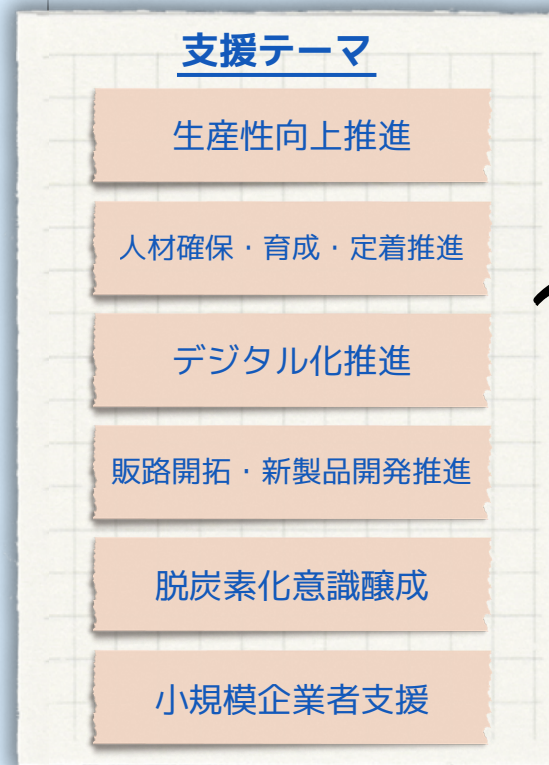 支援テーマ
生産性向上推進
人材確保・育成・定着推進
デジタル化推進
販路開拓・新製品開発推進
脱炭素化意識醸成
小規模企業者支援